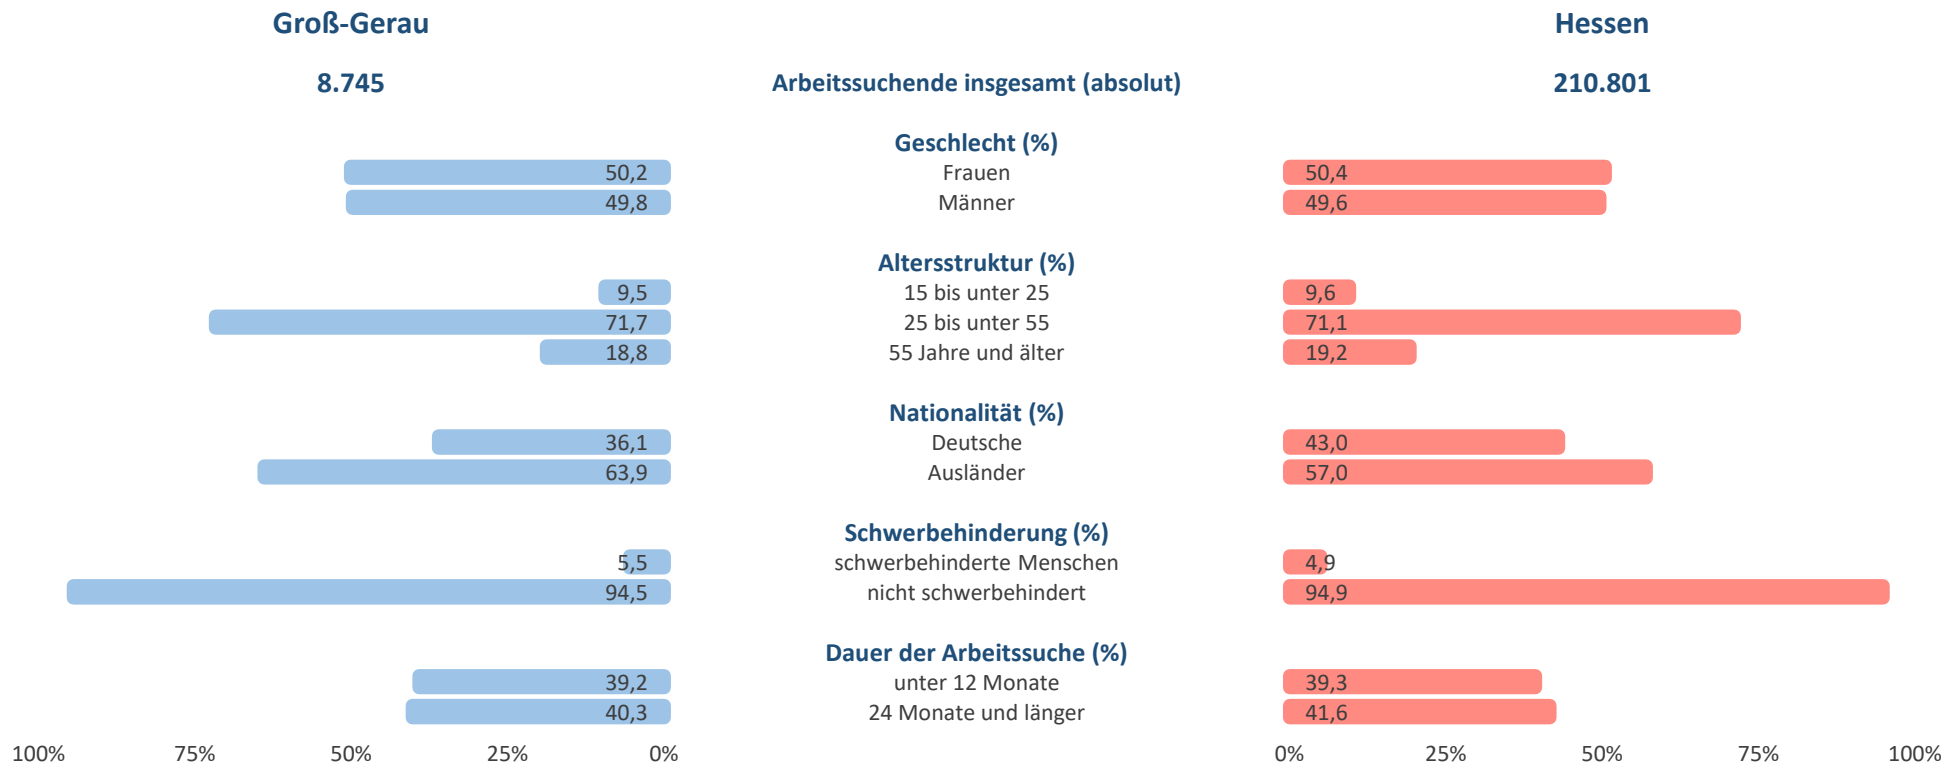 Groß-Gerau Hessen
8.745 Arbeitssuchende insgesamt (absolut) 210.801
Geschlecht (%)
50,2 Frauen 50,4
49,8 Männer 49,6
Altersstruktur (%)
9,5 15 bis unter 25 9,6
71,7 25 bis unter 55 71,1
18,8 55 Jahre und älter 19,2
Nationalität (%)
36,1 Deutsche 43,0
63,9 Ausländer 57,0
Schwerbehinderung (%)
5,5 schwerbehinderte Menschen 4,9
94,5 nicht schwerbehindert 94,9
Dauer der Arbeitssuche (%)
39,2 unter 12 Monate 39,3
40,3 24 Monate und länger 41,6
100% 75% 50% 25% 0% 0% 25% 50% 75% 100%